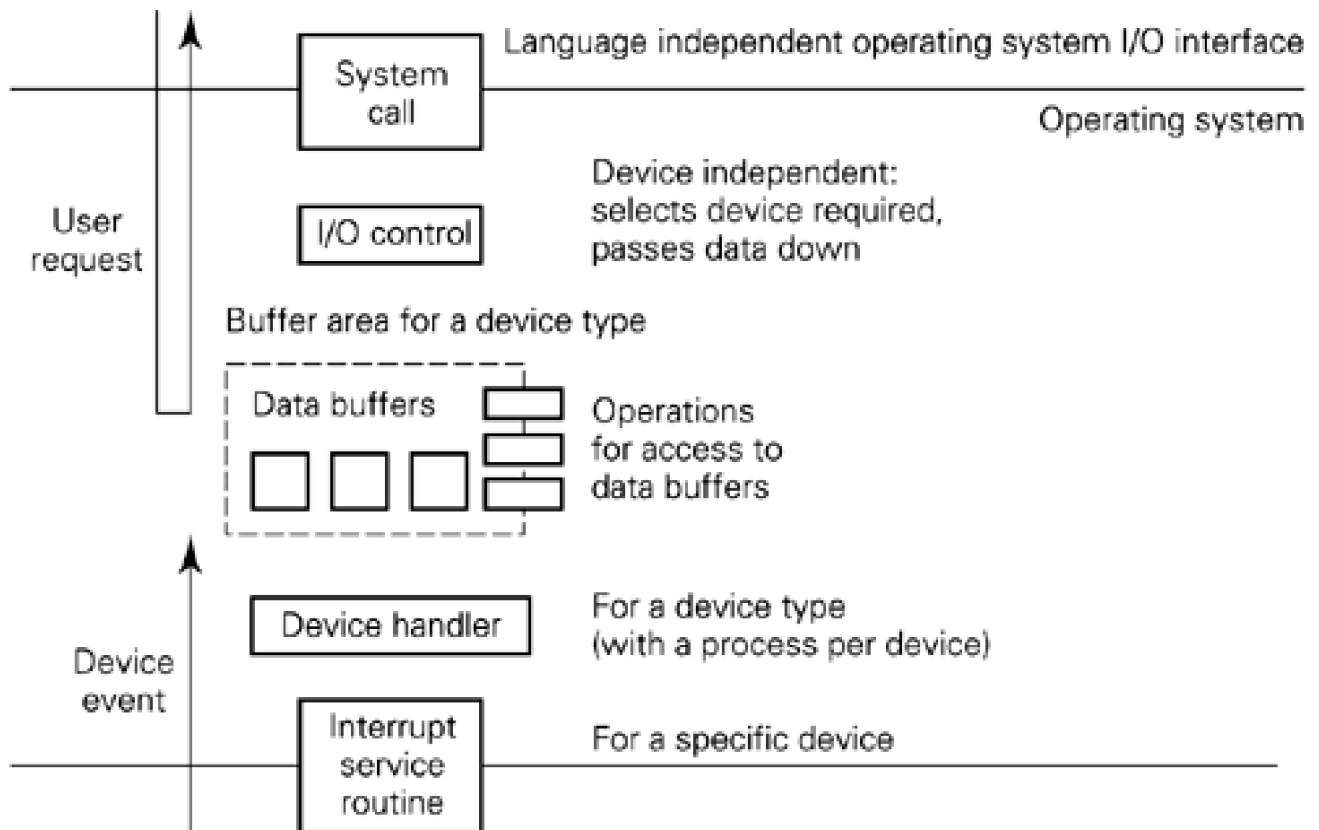 Language independent operating system I/O interface
System
call
Operating system
Device independent:
selects device required,
passes data down
User
request
I/O control
Buffer area for a device type
Data buffers
Operations
for access to
data buffers
Device handler
For a device type
(with a process per device)
Device
event
Interrupt
service
routine
For a specific device